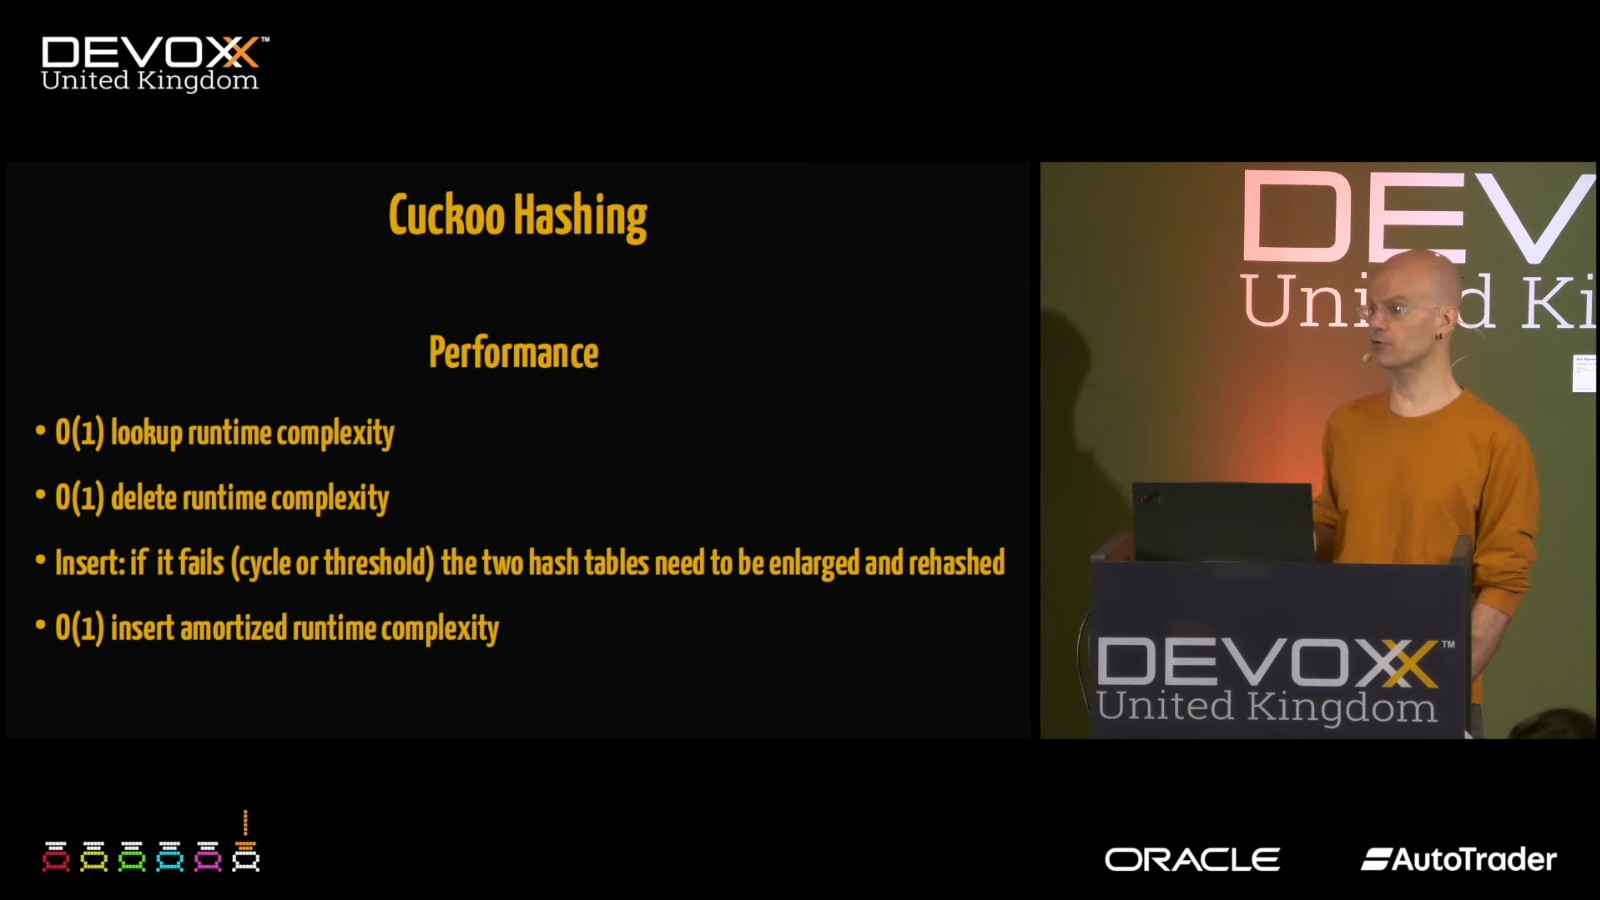 DEVOXX™
United Kingdom
Cuckoo Hashing
Performance
• O(1) lookup runtime complexity
• O(1) delete runtime complexity
• Insert: if it fails (cycle or threshold) the two hash tables need to be enlarged and rehashed
• O(1) insert amortized runtime complexity
DEV
Uni d Ki
DEVOXX™
United Kingdom
ORACLE
AutoTrader